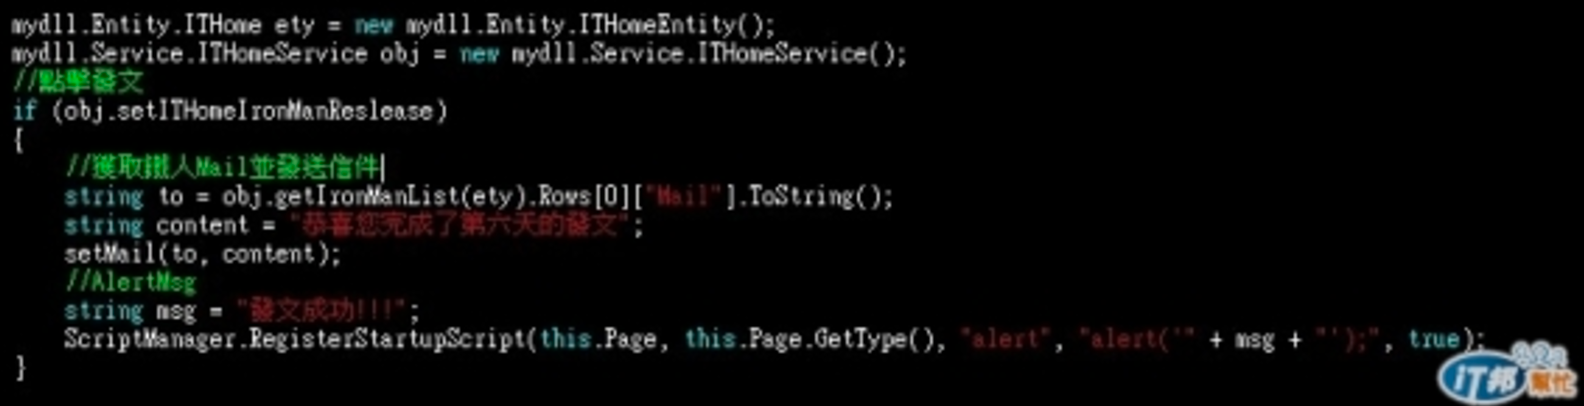 mydll.Entity.ITHome ety = new mydll.Entity.ITHomeEntity();
mydll.Service.ITHomeService obj = new mydll.Service.ITHomeService();
//點擊發文
if (obj.setITHomeIronManReslease)
{
//獲取鐵人Mail並發送信件
string to = obj.getIronManList(ety).Rows[0]["Mail"].ToString();
string content = "恭喜您完成了第六天的發文";
setMail(to, content);
//AlertMsg
string msg = "發文成功!!!";
ScriptManager.RegisterStartupScript(this.Page, this.Page.GetType(), "alert", "alert('" + msg + "');", true);
}
iT邦幫忙